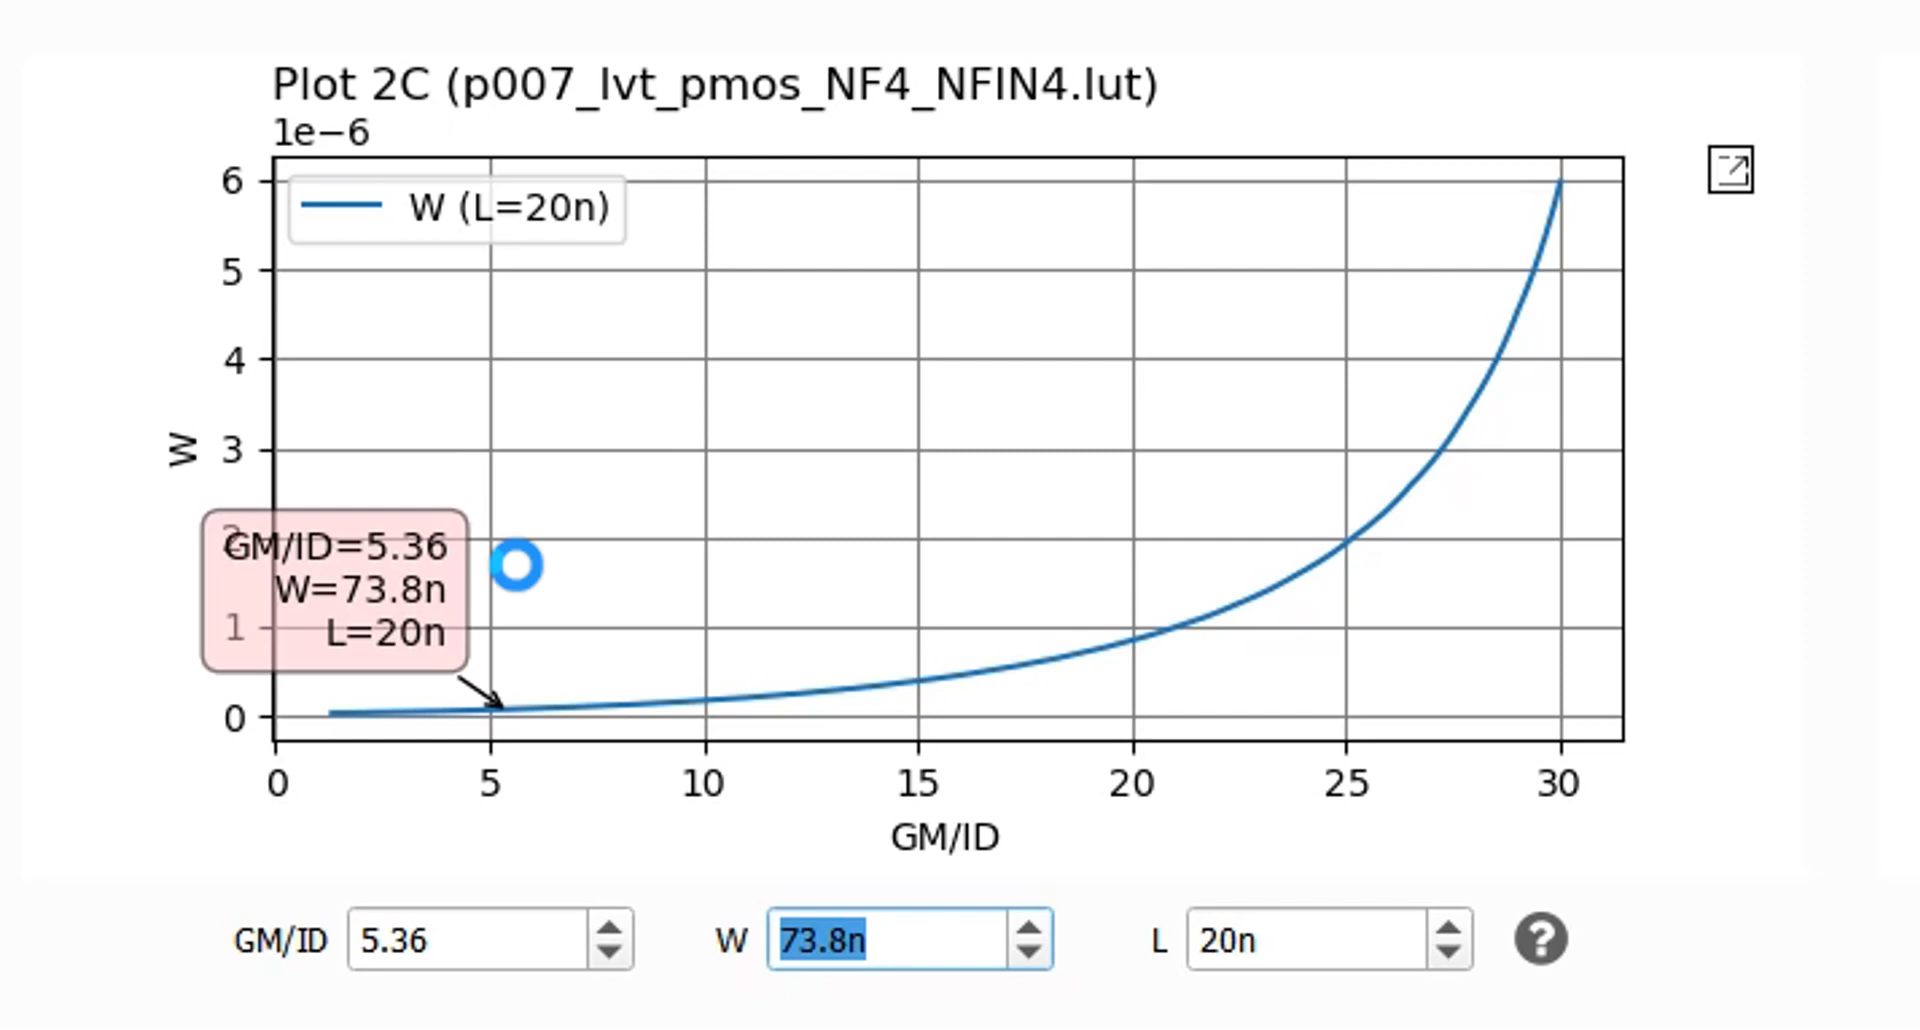 Plot 2C (p007_lvt_pmos_NF4_NFIN4.lut)
1e−6
6
W (L=20n)
5
4
3
W
2
GM/ID=5.36
W=73.8n
1
L=20n
0
0 5 10 15 20 25 30
GM/ID
GM/ID 5.36 W 73.8n L 20n ?